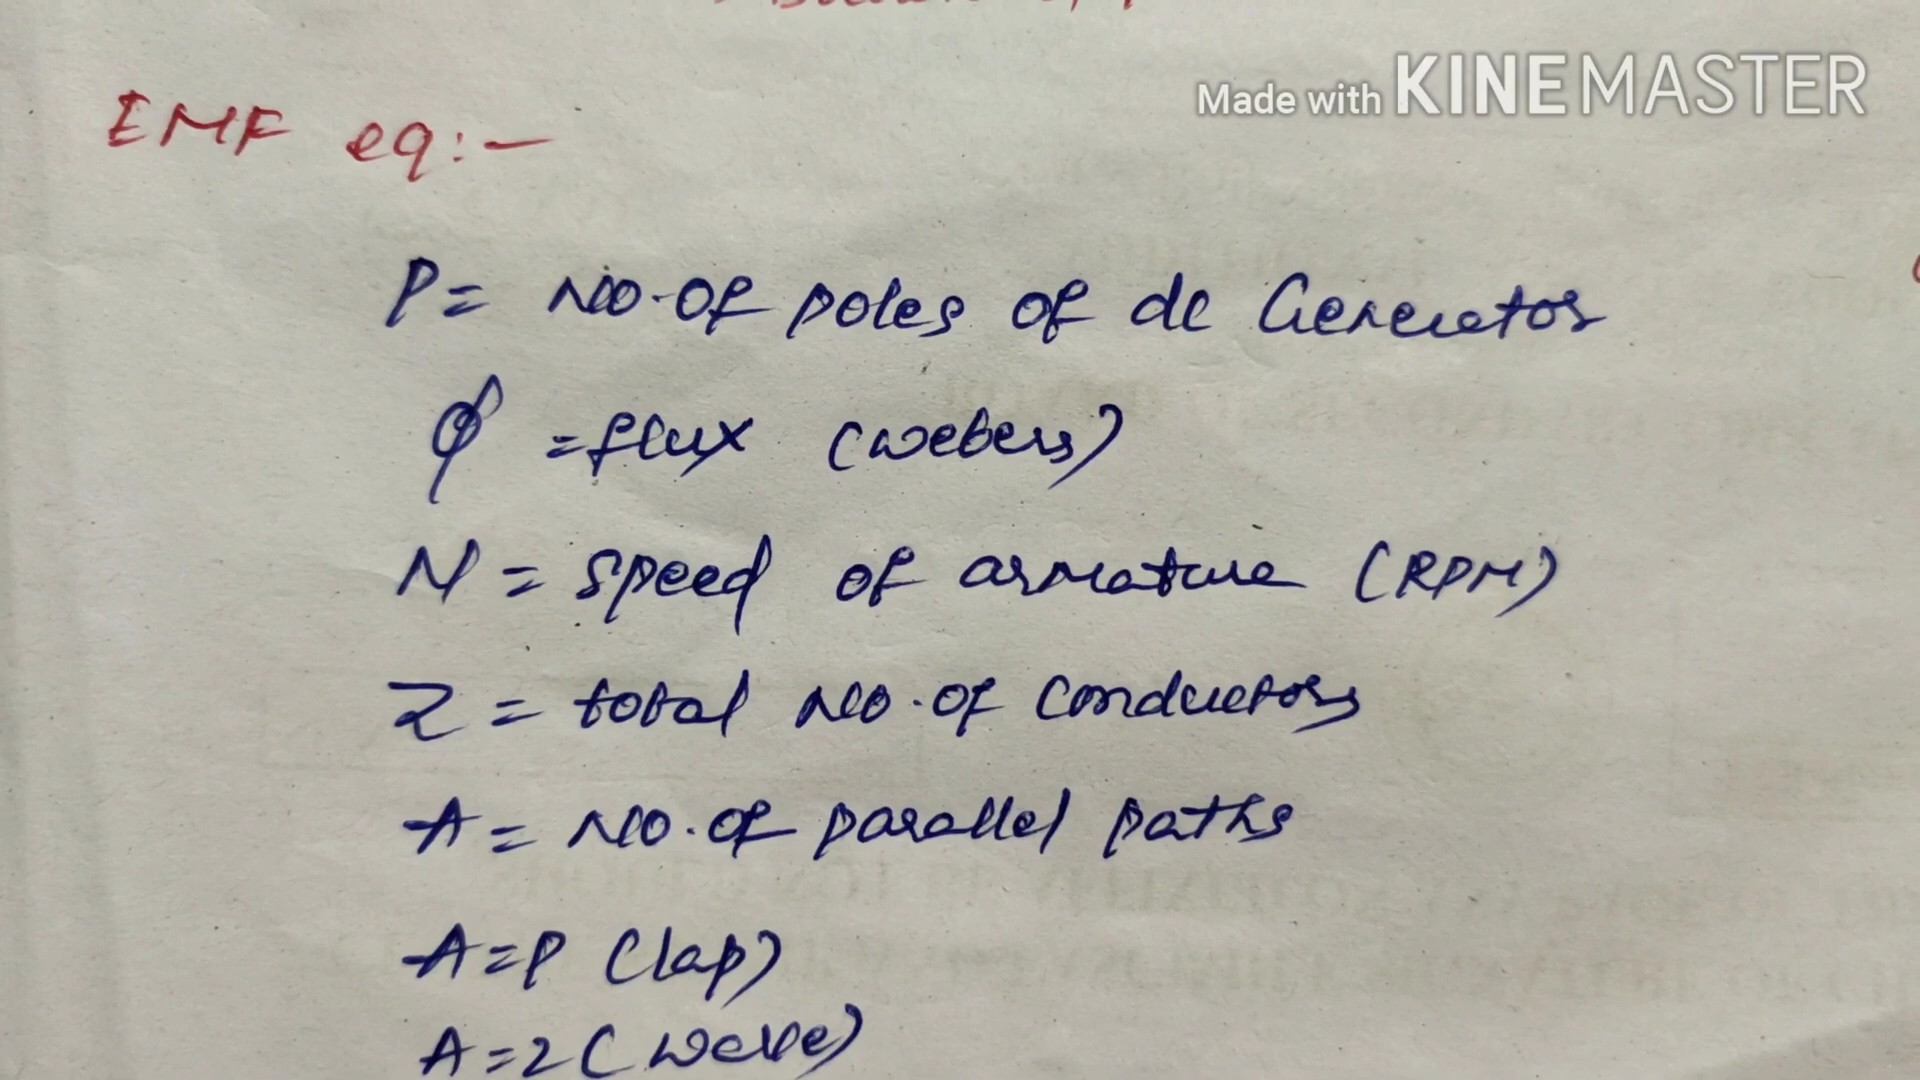 Made with KINEMASTER
EMF eq:-
P = No. of poles of dc Generator
φ = flux (webers)
N = speed of armature (RPM)
Z = total No. of conductors
A = No. of parallel paths
A = P (lap)
A = 2 (wave)